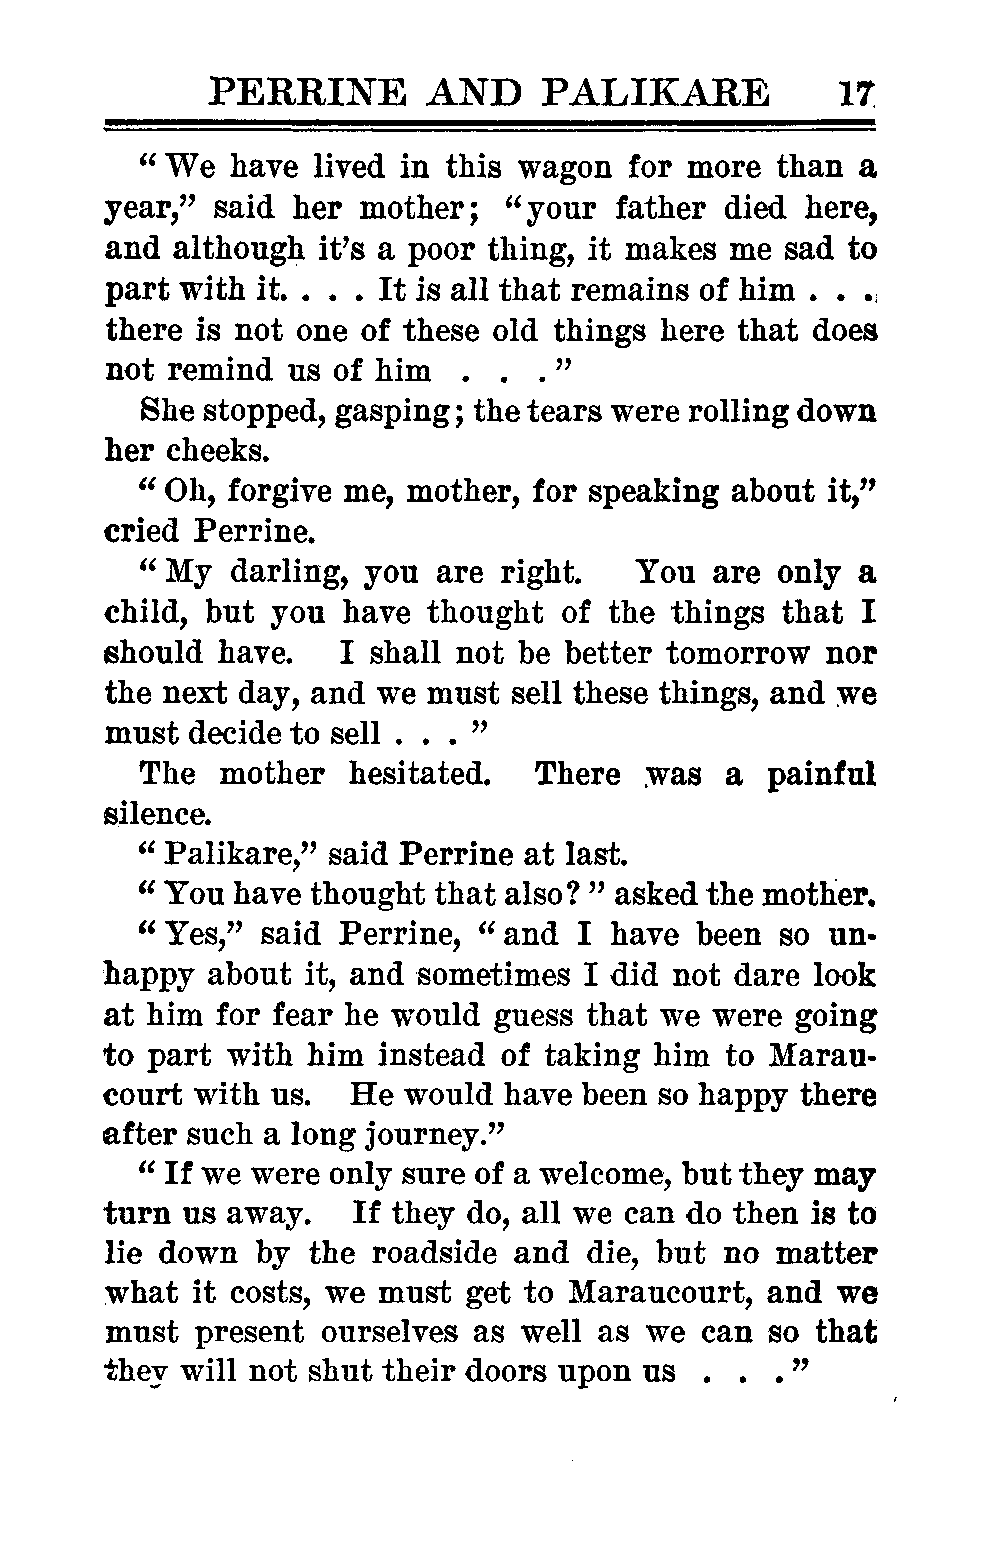 PERRINE AND PALIKARE 17
“ We have lived in this wagon for more than a
year,” said her mother; “your father died here,
and although it’s a poor thing, it makes me sad to
part with it. . . . It is all that remains of him . . .
there is not one of these old things here that does
not remind us of him . . . ”
She stopped, gasping; the tears were rolling down
her cheeks.
“ Oh, forgive me, mother, for speaking about it,”
cried Perrine.
“ My darling, you are right. You are only a
child, but you have thought of the things that I
should have. I shall not be better tomorrow nor
the next day, and we must sell these things, and we
must decide to sell . . . ”
The mother hesitated. There was a painful
silence.
“ Palikare,” said Perrine at last.
“ You have thought that also? ” asked the mother.
“ Yes,” said Perrine, “ and I have been so un-
happy about it, and sometimes I did not dare look
at him for fear he would guess that we were going
to part with him instead of taking him to Marau-
court with us. He would have been so happy there
after such a long journey.”
“ If we were only sure of a welcome, but they may
turn us away. If they do, all we can do then is to
lie down by the roadside and die, but no matter
what it costs, we must get to Maraucourt, and we
must present ourselves as well as we can so that
they will not shut their doors upon us . . . ”